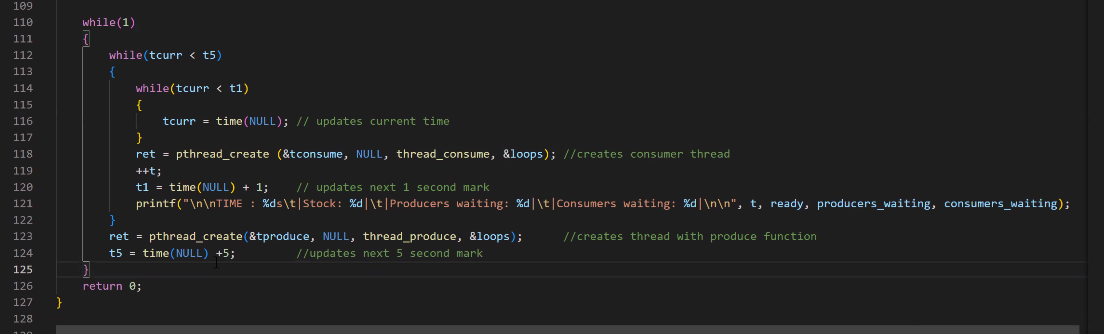 109
110 while(1)
111 {
112 while(tcurr < t5)
113 {
114 while(tcurr < t1)
115 {
116 tcurr = time(NULL); // updates current time
117 }
118 ret = pthread_create (&tconsume, NULL, thread_consume, &loops); //creates consumer thread
119 ++t;
120 t1 = time(NULL) + 1; // updates next 1 second mark
121 printf("\n\nTIME : %ds\t|Stock: %d|\t|Producers waiting: %d|\t|Consumers waiting: %d|\n\n", t, ready, producers_waiting, consumers_waiting);
122 }
123 ret = pthread_create(&tproduce, NULL, thread_produce, &loops); //creates thread with produce function
124 t5 = time(NULL) +5; //updates next 5 second mark
125 }
126 return 0;
127 }
128